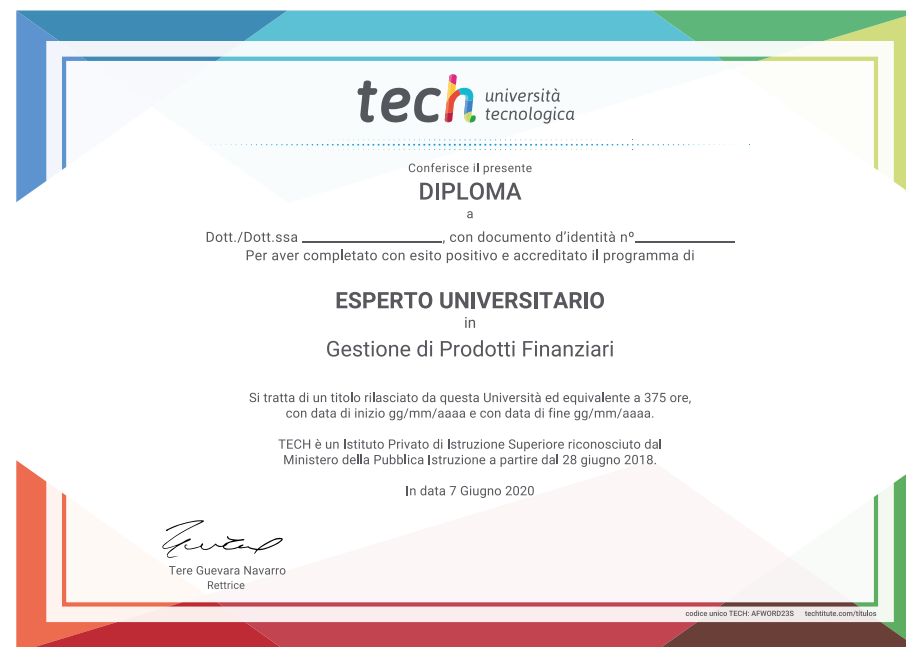 tech università
tecnologica
Conferisce il presente
DIPLOMA
a
Dott./Dott.ssa ____________________, con documento d'identità nº______________
Per aver completato con esito positivo e accreditato il programma di
ESPERTO UNIVERSITARIO
in
Gestione di Prodotti Finanziari
Si tratta di un titolo rilasciato da questa Università ed equivalente a 375 ore,
con data di inizio gg/mm/aaaa e con data di fine gg/mm/aaaa.
TECH è un Istituto Privato di Istruzione Superiore riconosciuto dal
Ministero della Pubblica Istruzione a partire dal 28 giugno 2018.
In data 7 Giugno 2020
Tere Guevara Navarro
Rettrice
codice unico TECH: AFWORD23S techtitute.com/títulos